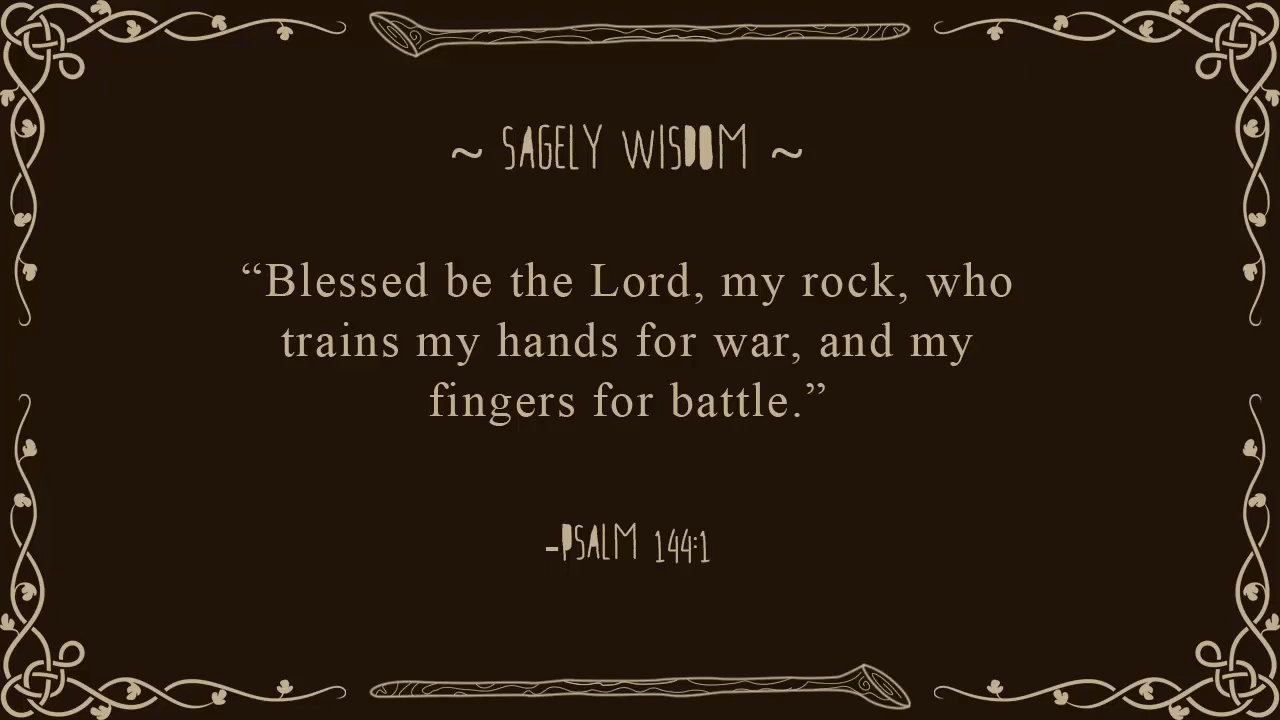 ~ SAGELY WISDOM ~
“Blessed be the Lord, my rock, who
trains my hands for war, and my
fingers for battle.”
-PSALM 144:1